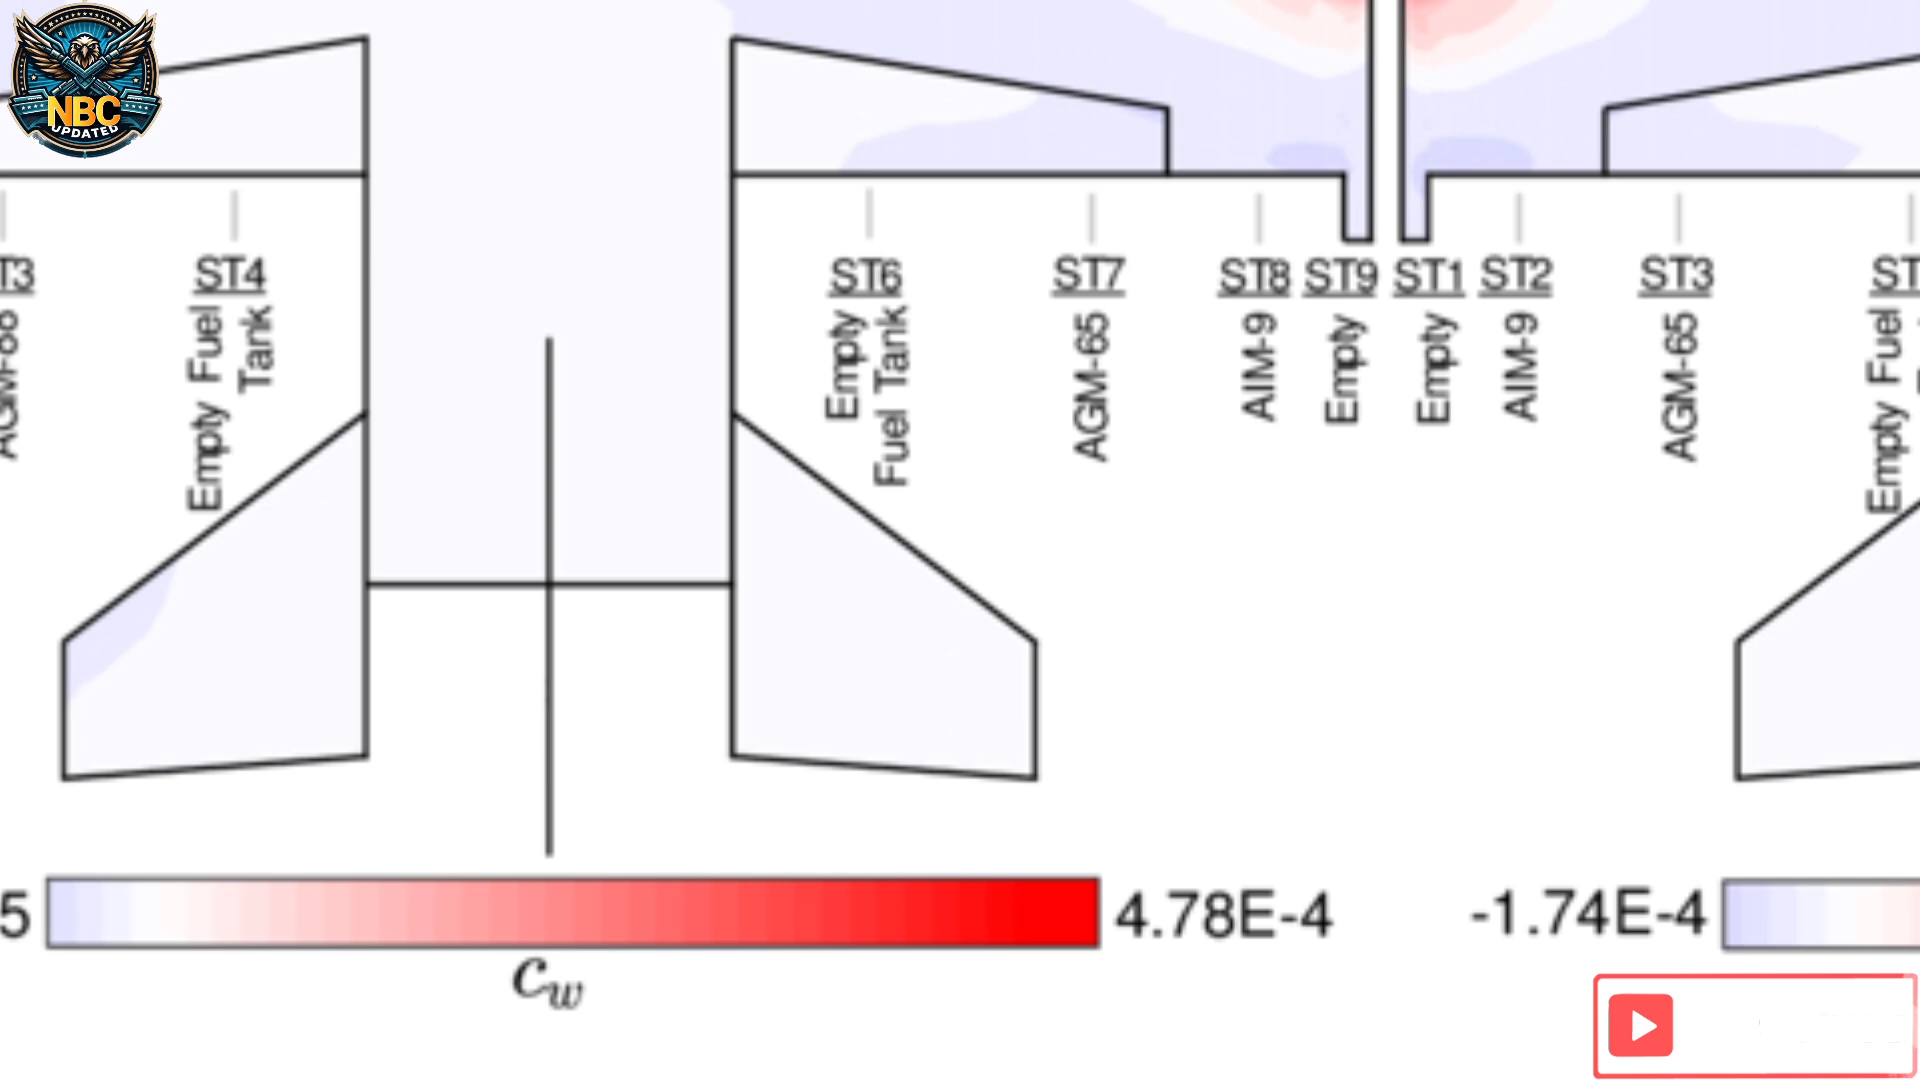 NBC
UPDATED
ST4
ST6
ST7
ST8
ST9
ST1
ST2
ST3
Empty Fuel
Tank
Empty
Fuel Tank
AGM-65
AIM-9
Empty
Empty
AIM-9
AGM-65
Empty Fuel
5
4.78E-4
-1.74E-4
c_w